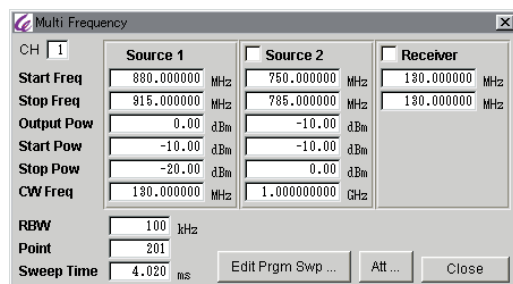 Multi Frequency
CH 1
Source 1 Source 2 Receiver
Start Freq 880.000000 MHz 750.000000 MHz 130.000000 MHz
Stop Freq 915.000000 MHz 785.000000 MHz 130.000000 MHz
Output Pow 0.00 dBm -10.00 dBm
Start Pow -10.00 dBm -10.00 dBm
Stop Pow -20.00 dBm 0.00 dBm
CW Freq 130.000000 MHz 1.000000000 GHz
RBW 100 kHz
Point 201
Sweep Time 4.020 ms
Edit Prgm Swp ... Att ... Close